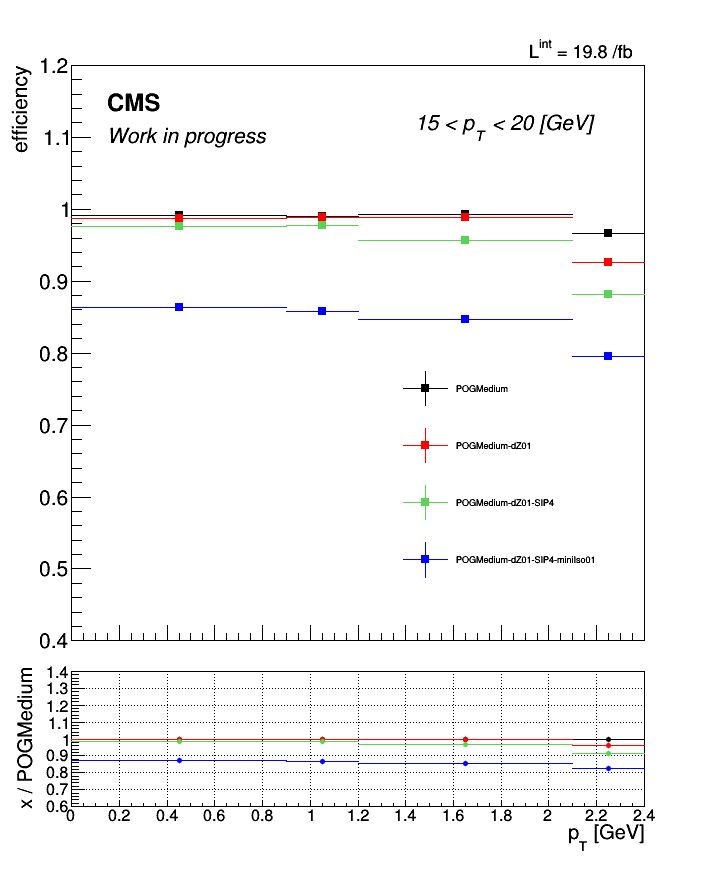 L^int = 19.8 /fb
efficiency
CMS
Work in progress
15 < p_T < 20 [GeV]
1.2
1.1
1
0.9
0.8
0.7
0.6
0.5
0.4
POGMedium
POGMedium-dZ01
POGMedium-dZ01-SIP4
POGMedium-dZ01-SIP4-miniIso01
x / POGMedium
1.4
1.3
1.2
1.1
1
0.9
0.8
0.7
0.6
0 0.2 0.4 0.6 0.8 1 1.2 1.4 1.6 1.8 2 2.2 2.4
p_T [GeV]